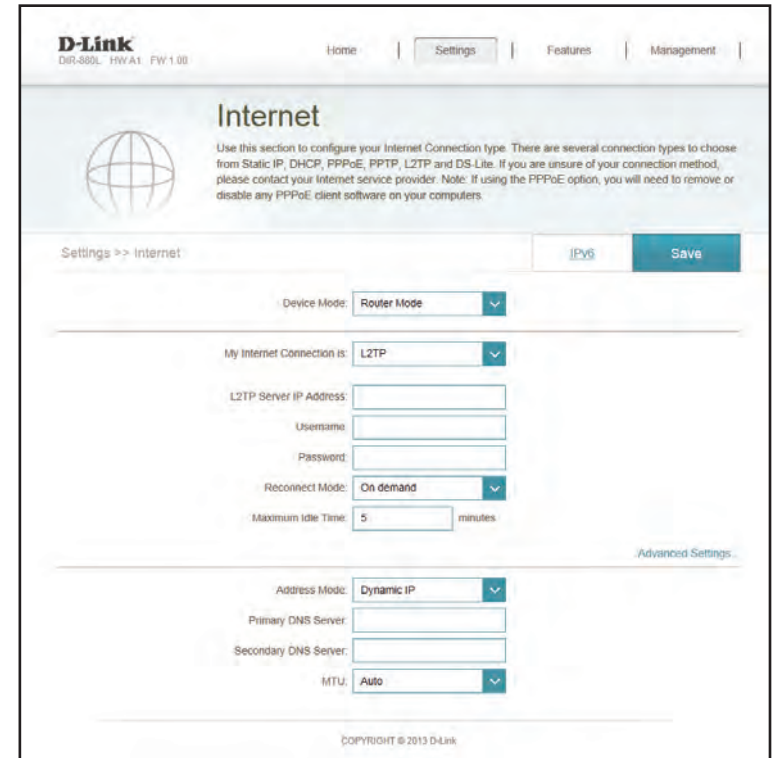 D-Link
DIR-880L HW:A1 FW:1.00
Home | Settings | Features | Management |
Internet
Use this section to configure your Internet Connection type. There are several connection types to choose
from Static IP, DHCP, PPPoE, PPTP, L2TP and DS-Lite. If you are unsure of your connection method,
please contact your Internet service provider. Note: If using the PPPoE option, you will need to remove or
disable any PPPoE client software on your computers.
Settings >> Internet
IPv6
Save
Device Mode: Router Mode
My Internet Connection is: L2TP
L2TP Server IP Address:
Username:
Password:
Reconnect Mode: On demand
Maximum Idle Time: 5 minutes
Advanced Settings...
Address Mode: Dynamic IP
Primary DNS Server:
Secondary DNS Server:
MTU: Auto
COPYRIGHT © 2013 D-Link